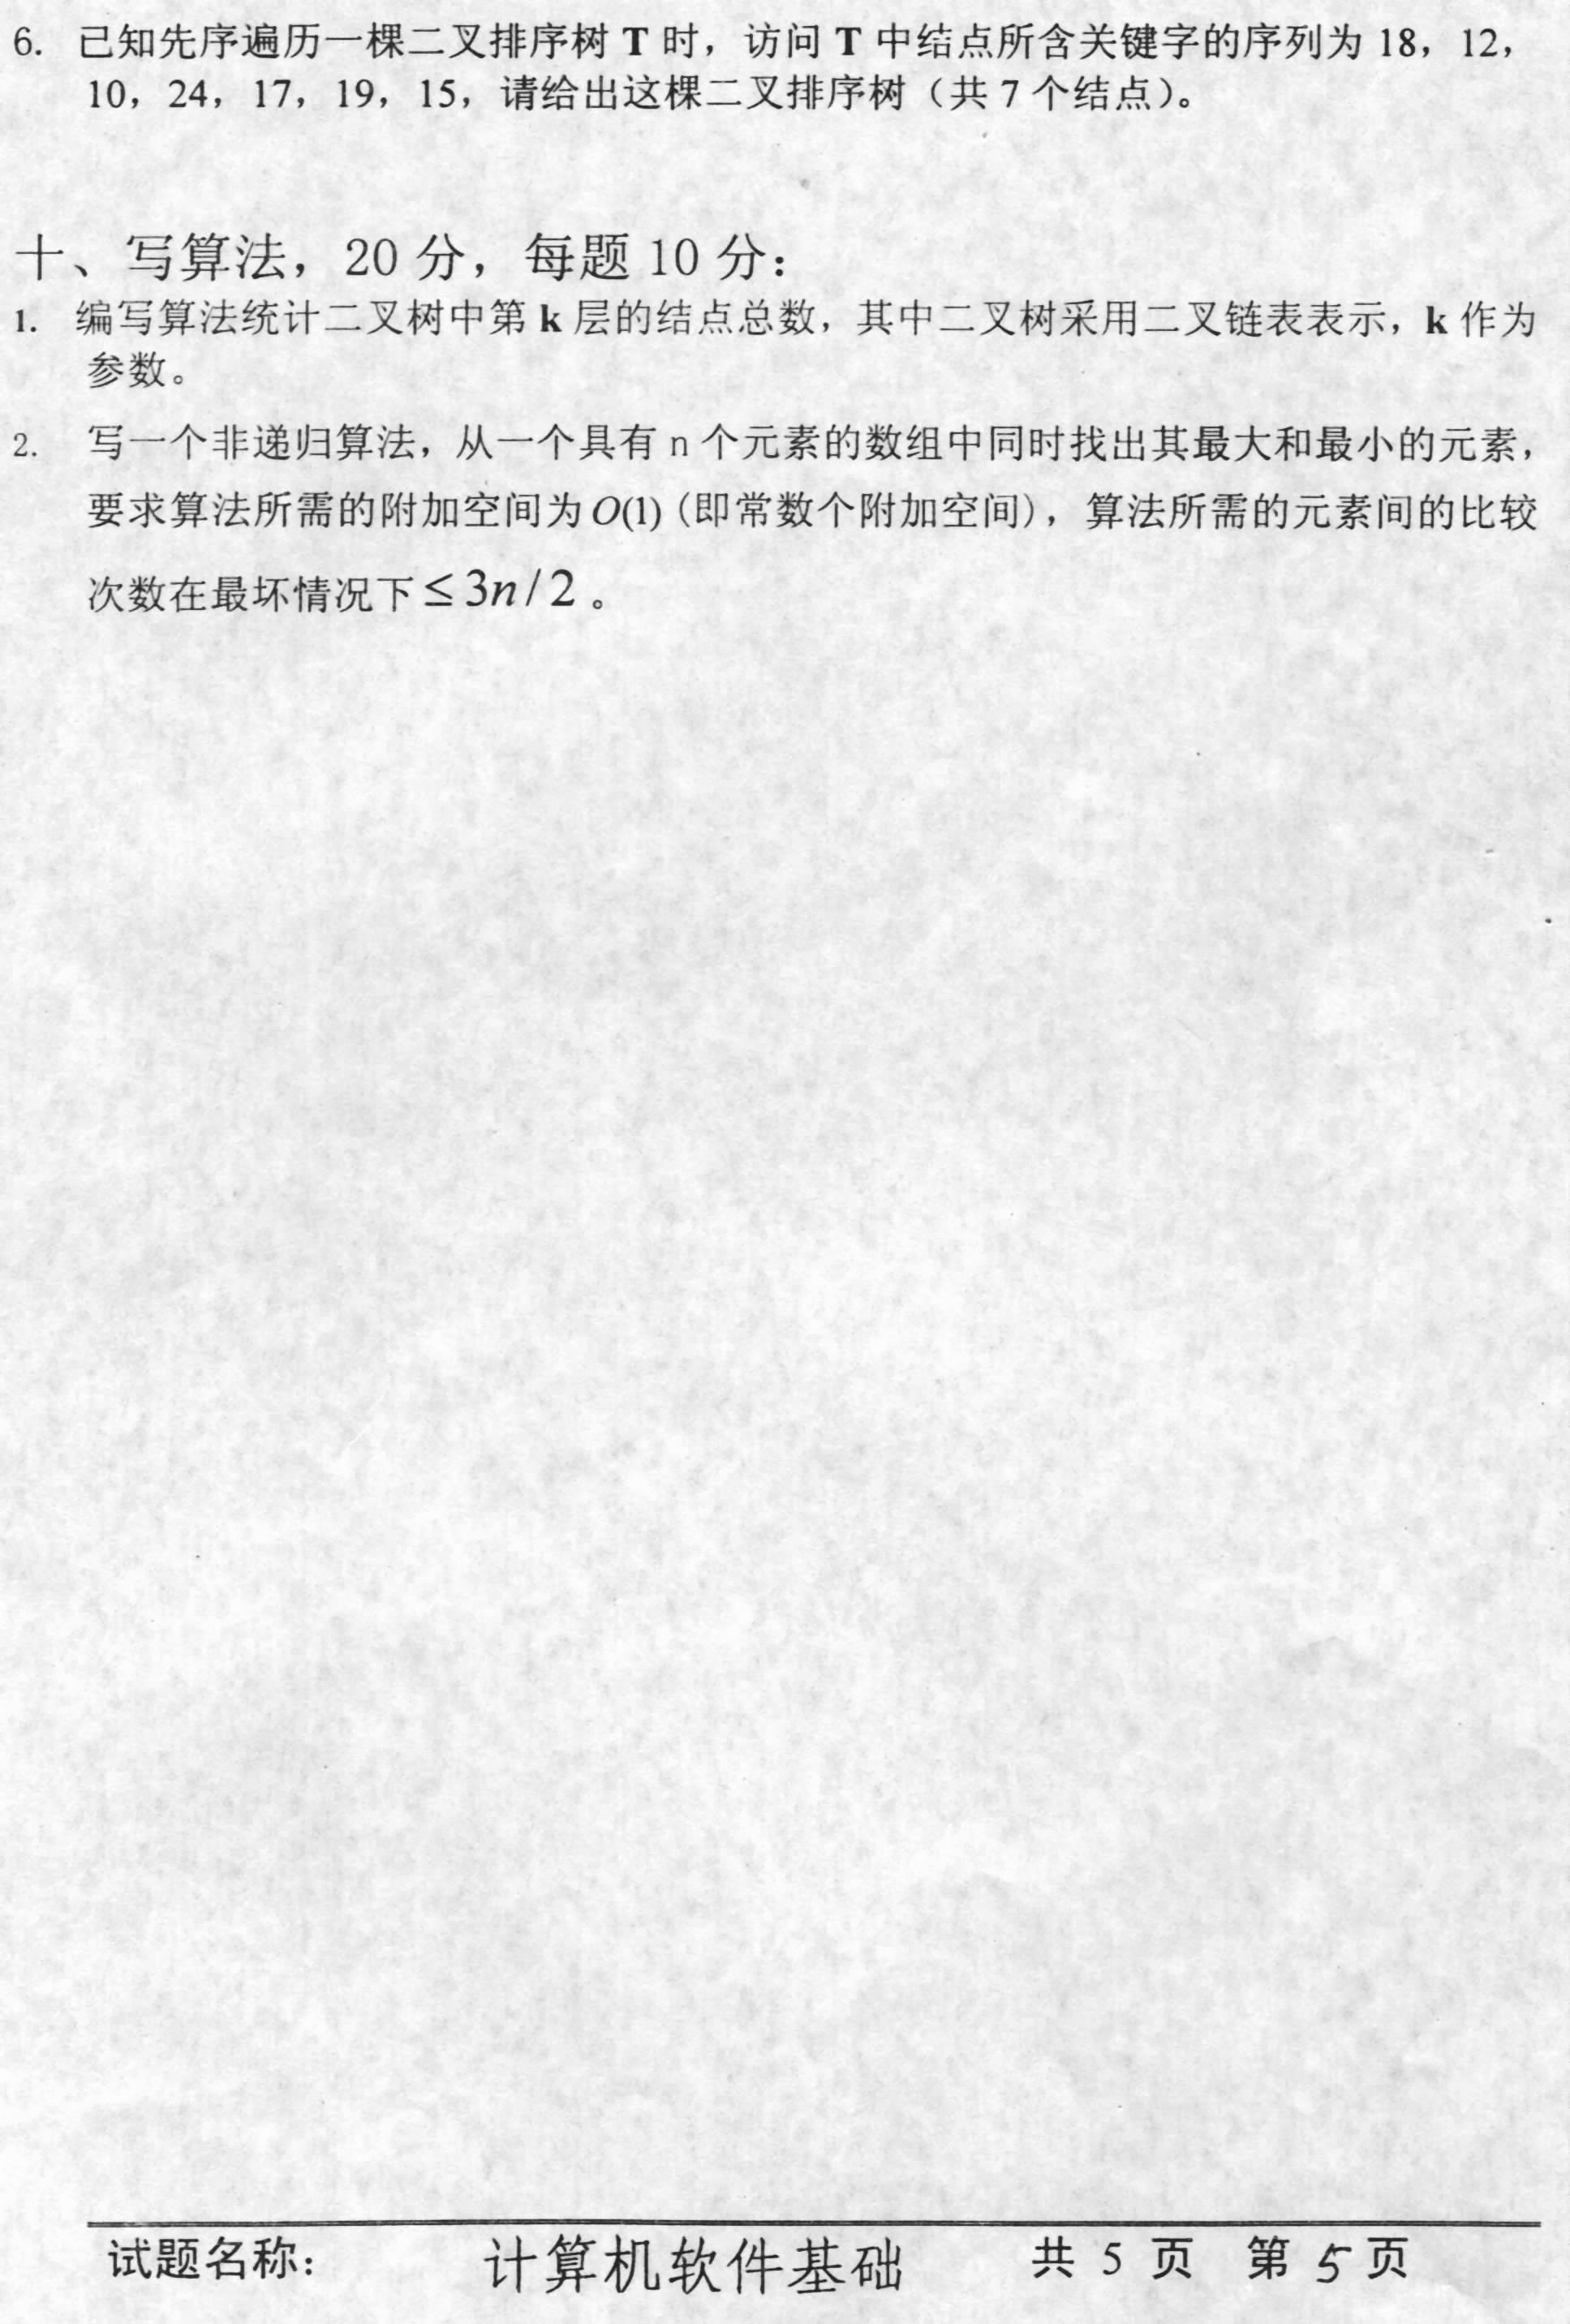 6. 已知先序遍历一棵二叉排序树 T 时，访问 T 中结点所含关键字的序列为 18，12，
10，24，17，19，15，请给出这棵二叉排序树（共 7 个结点）。
十、写算法，20 分，每题 10 分：
1. 编写算法统计二叉树中第 k 层的结点总数，其中二叉树采用二叉链表表示，k 作为
参数。
2. 写一个非递归算法，从一个具有 n 个元素的数组中同时找出其最大和最小的元素，
要求算法所需的附加空间为 O(1) (即常数个附加空间)，算法所需的元素间的比较
次数在最坏情况下 ≤ 3n / 2 。
试题名称： 计算机软件基础 共 5 页 第 5 页